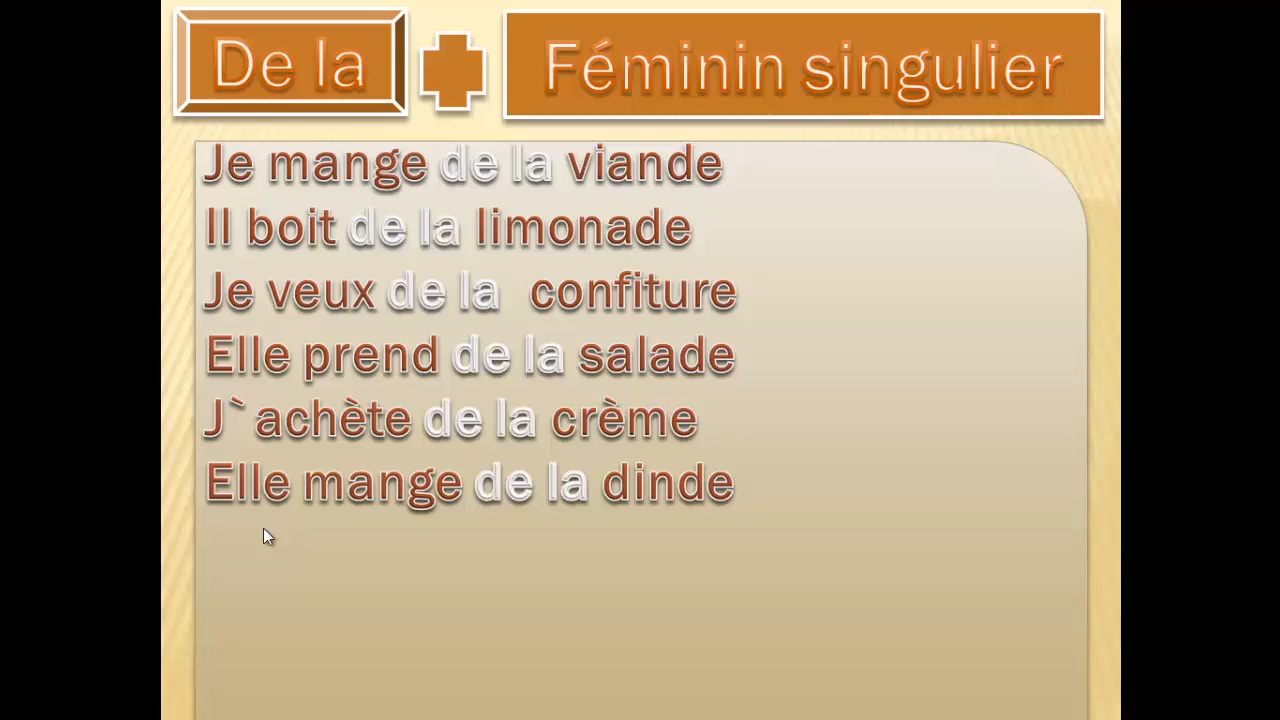 De la + Féminin singulier
Je mange de la viande
Il boit de la limonade
Je veux de la confiture
Elle prend de la salade
J`achète de la crème
Elle mange de la dinde